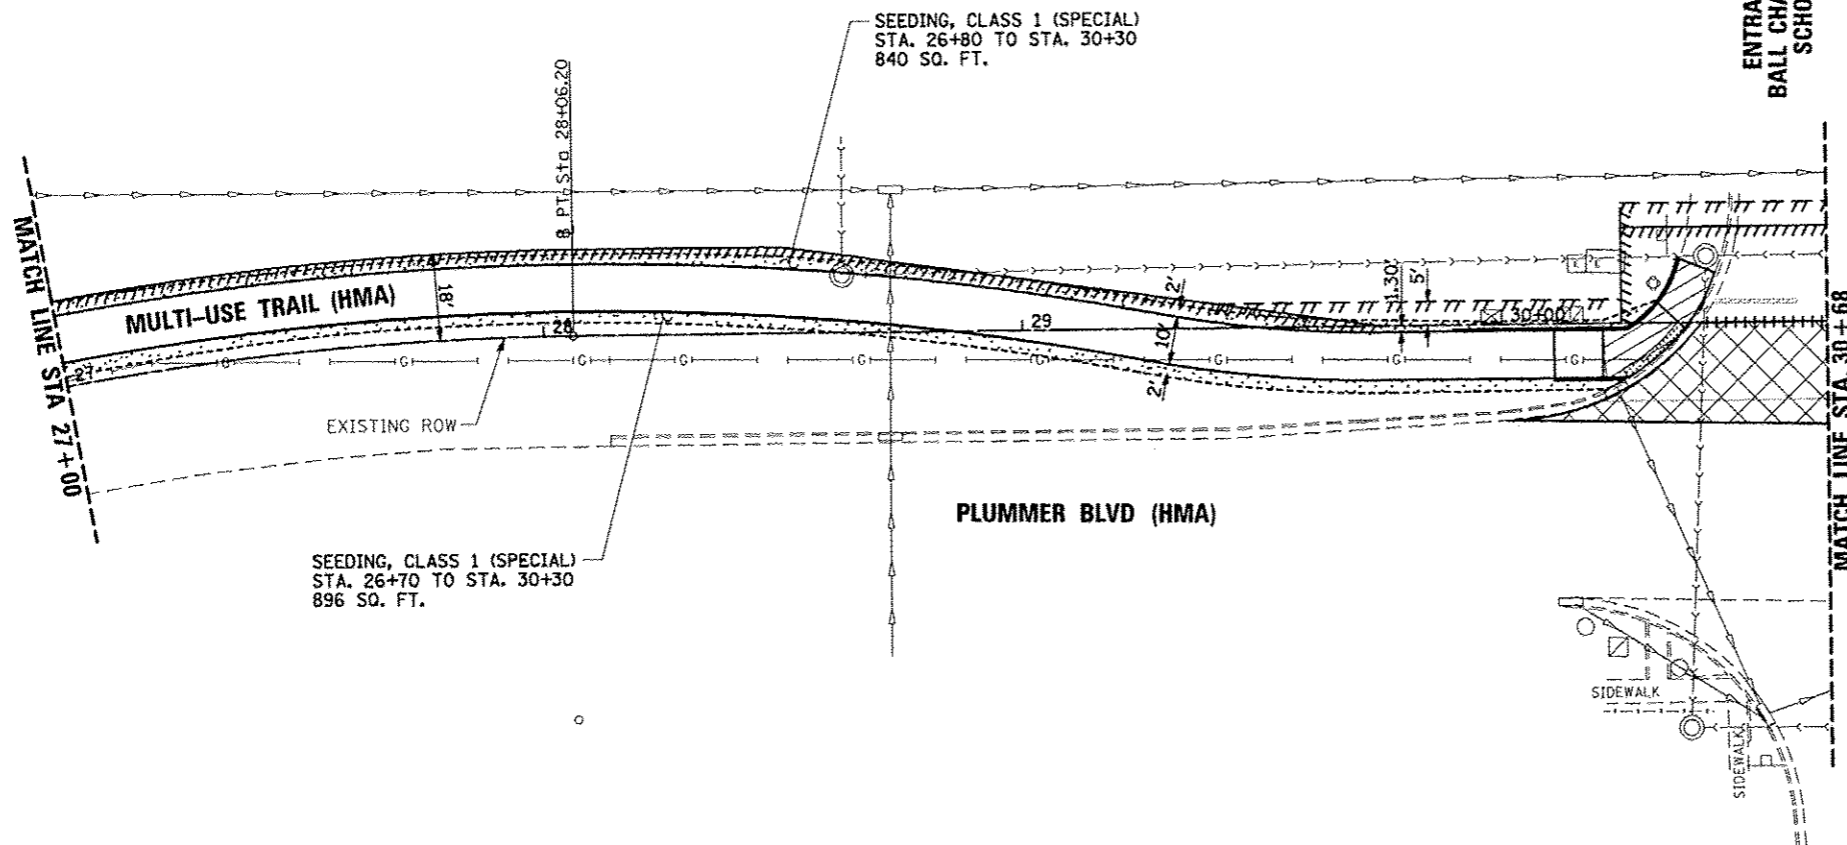 SEEDING, CLASS 1 (SPECIAL)
STA. 26+80 TO STA. 30+30
840 SQ. FT.
ENTRA
BALL CHA
SCHO
PT Sta 28+06.20
MATCH LINE STA 27+00
MULTI-USE TRAIL (HMA)
18'
27
28
29
30+00
2'
10'
2'
1.30'
5'
E
E
G
G
G
G
G
G
G
G
G
EXISTING ROW
PLUMMER BLVD (HMA)
SEEDING, CLASS 1 (SPECIAL)
STA. 26+70 TO STA. 30+30
896 SQ. FT.
MATCH LINE STA 30+68
SIDEWALK
SIDEWALK